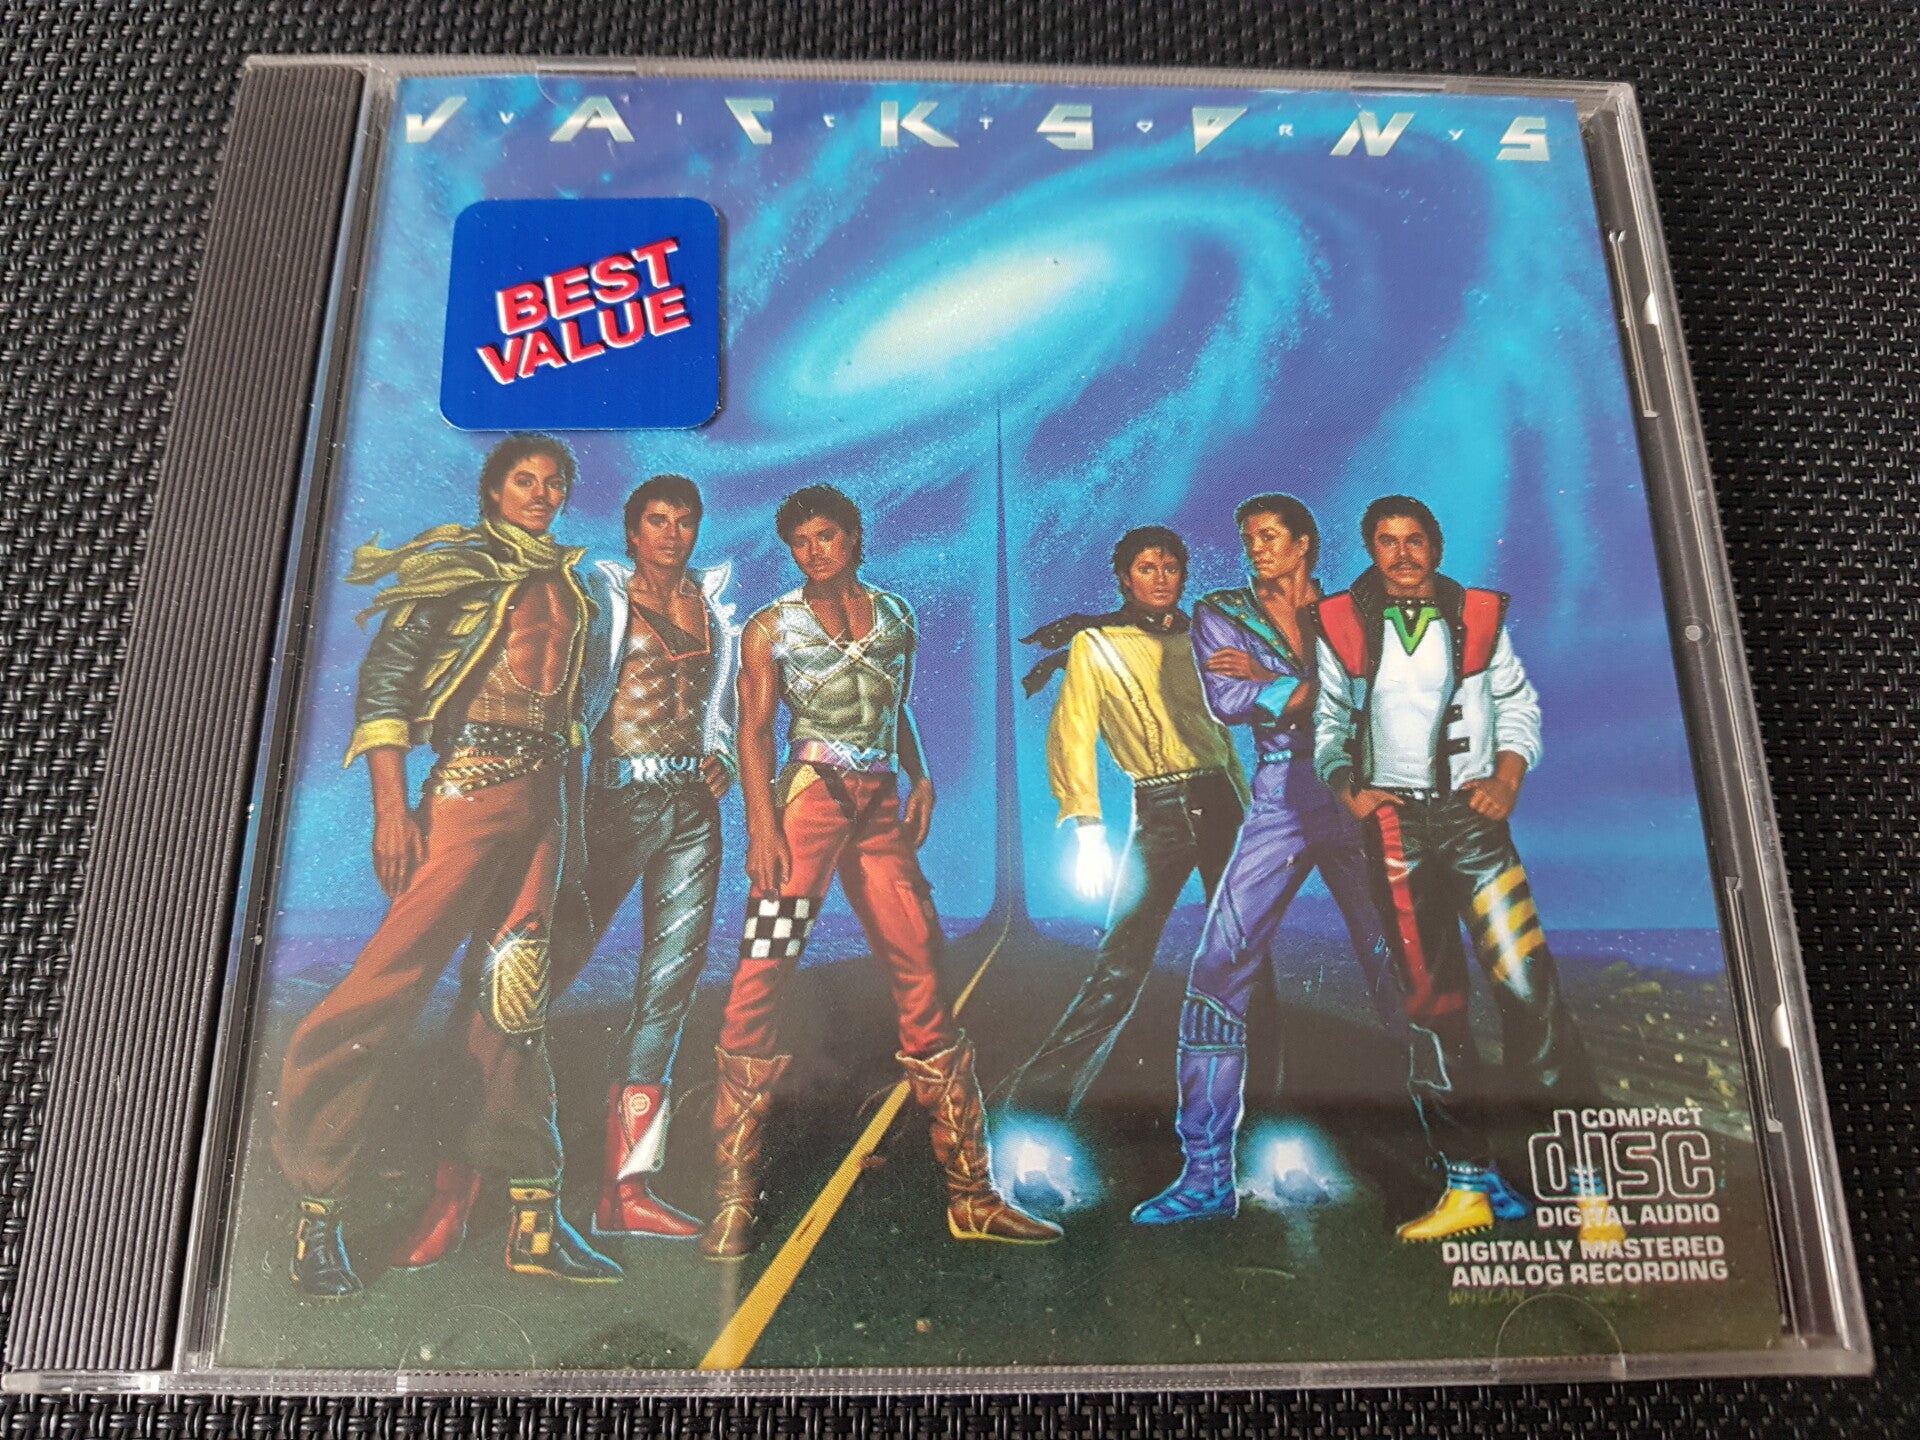 JACKSONS
VICTORY
BEST
VALUE
COMPACT
disc
DIGITAL AUDIO
DIGITALLY MASTERED
ANALOG RECORDING